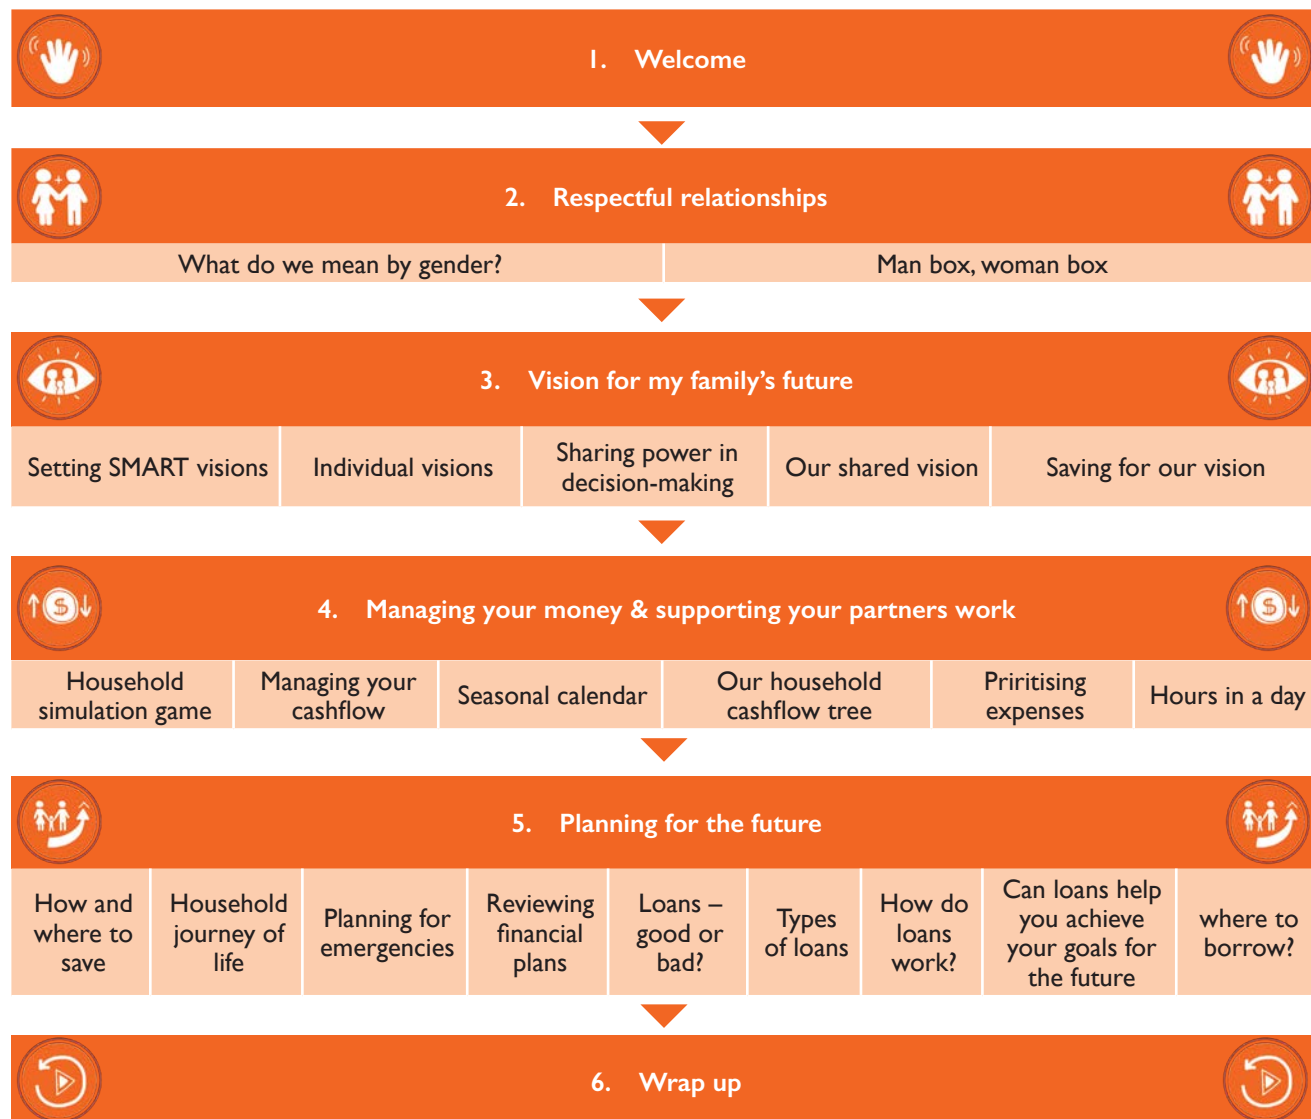 1. Welcome
2. Respectful relationships
What do we mean by gender?
Man box, woman box
3. Vision for my family’s future
Setting SMART visions
Individual visions
Sharing power in
decision-making
Our shared vision
Saving for our vision
4. Managing your money & supporting your partners work
Household
simulation game
Managing your
cashflow
Seasonal calendar
Our household
cashflow tree
Priritising
expenses
Hours in a day
5. Planning for the future
How and
where to
save
Household
journey of
life
Planning for
emergencies
Reviewing
financial
plans
Loans –
good or
bad?
Types
of loans
How do
loans
work?
Can loans help
you achieve
your goals for
the future
where to
borrow?
6. Wrap up